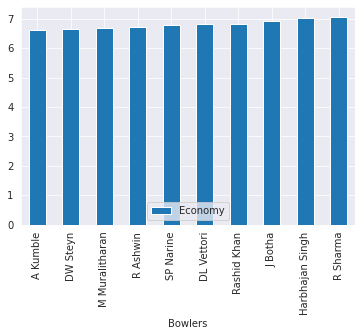 7
6
5
4
3
2
1
0
Economy
A Kumble
DW Steyn
M Muralitharan
R Ashwin
SP Narine
DL Vettori
Rashid Khan
J Botha
Harbhajan Singh
R Sharma
Bowlers